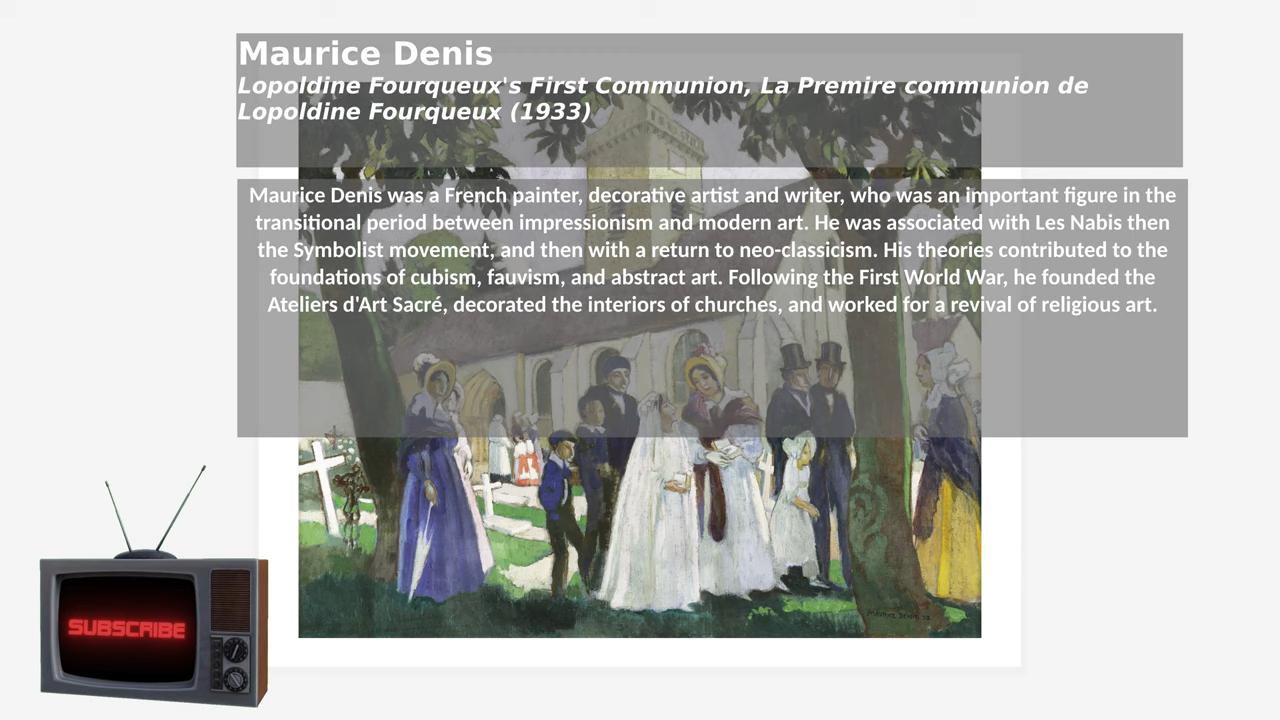 Maurice Denis
Lopoldine Fourqueux's First Communion, La Premire communion de
Lopoldine Fourqueux (1933)
Maurice Denis was a French painter, decorative artist and writer, who was an important figure in the
transitional period between impressionism and modern art. He was associated with Les Nabis then
the Symbolist movement, and then with a return to neo-classicism. His theories contributed to the
foundations of cubism, fauvism, and abstract art. Following the First World War, he founded the
Ateliers d'Art Sacré, decorated the interiors of churches, and worked for a revival of religious art.
SUBSCRIBE
MAURICE DENIS